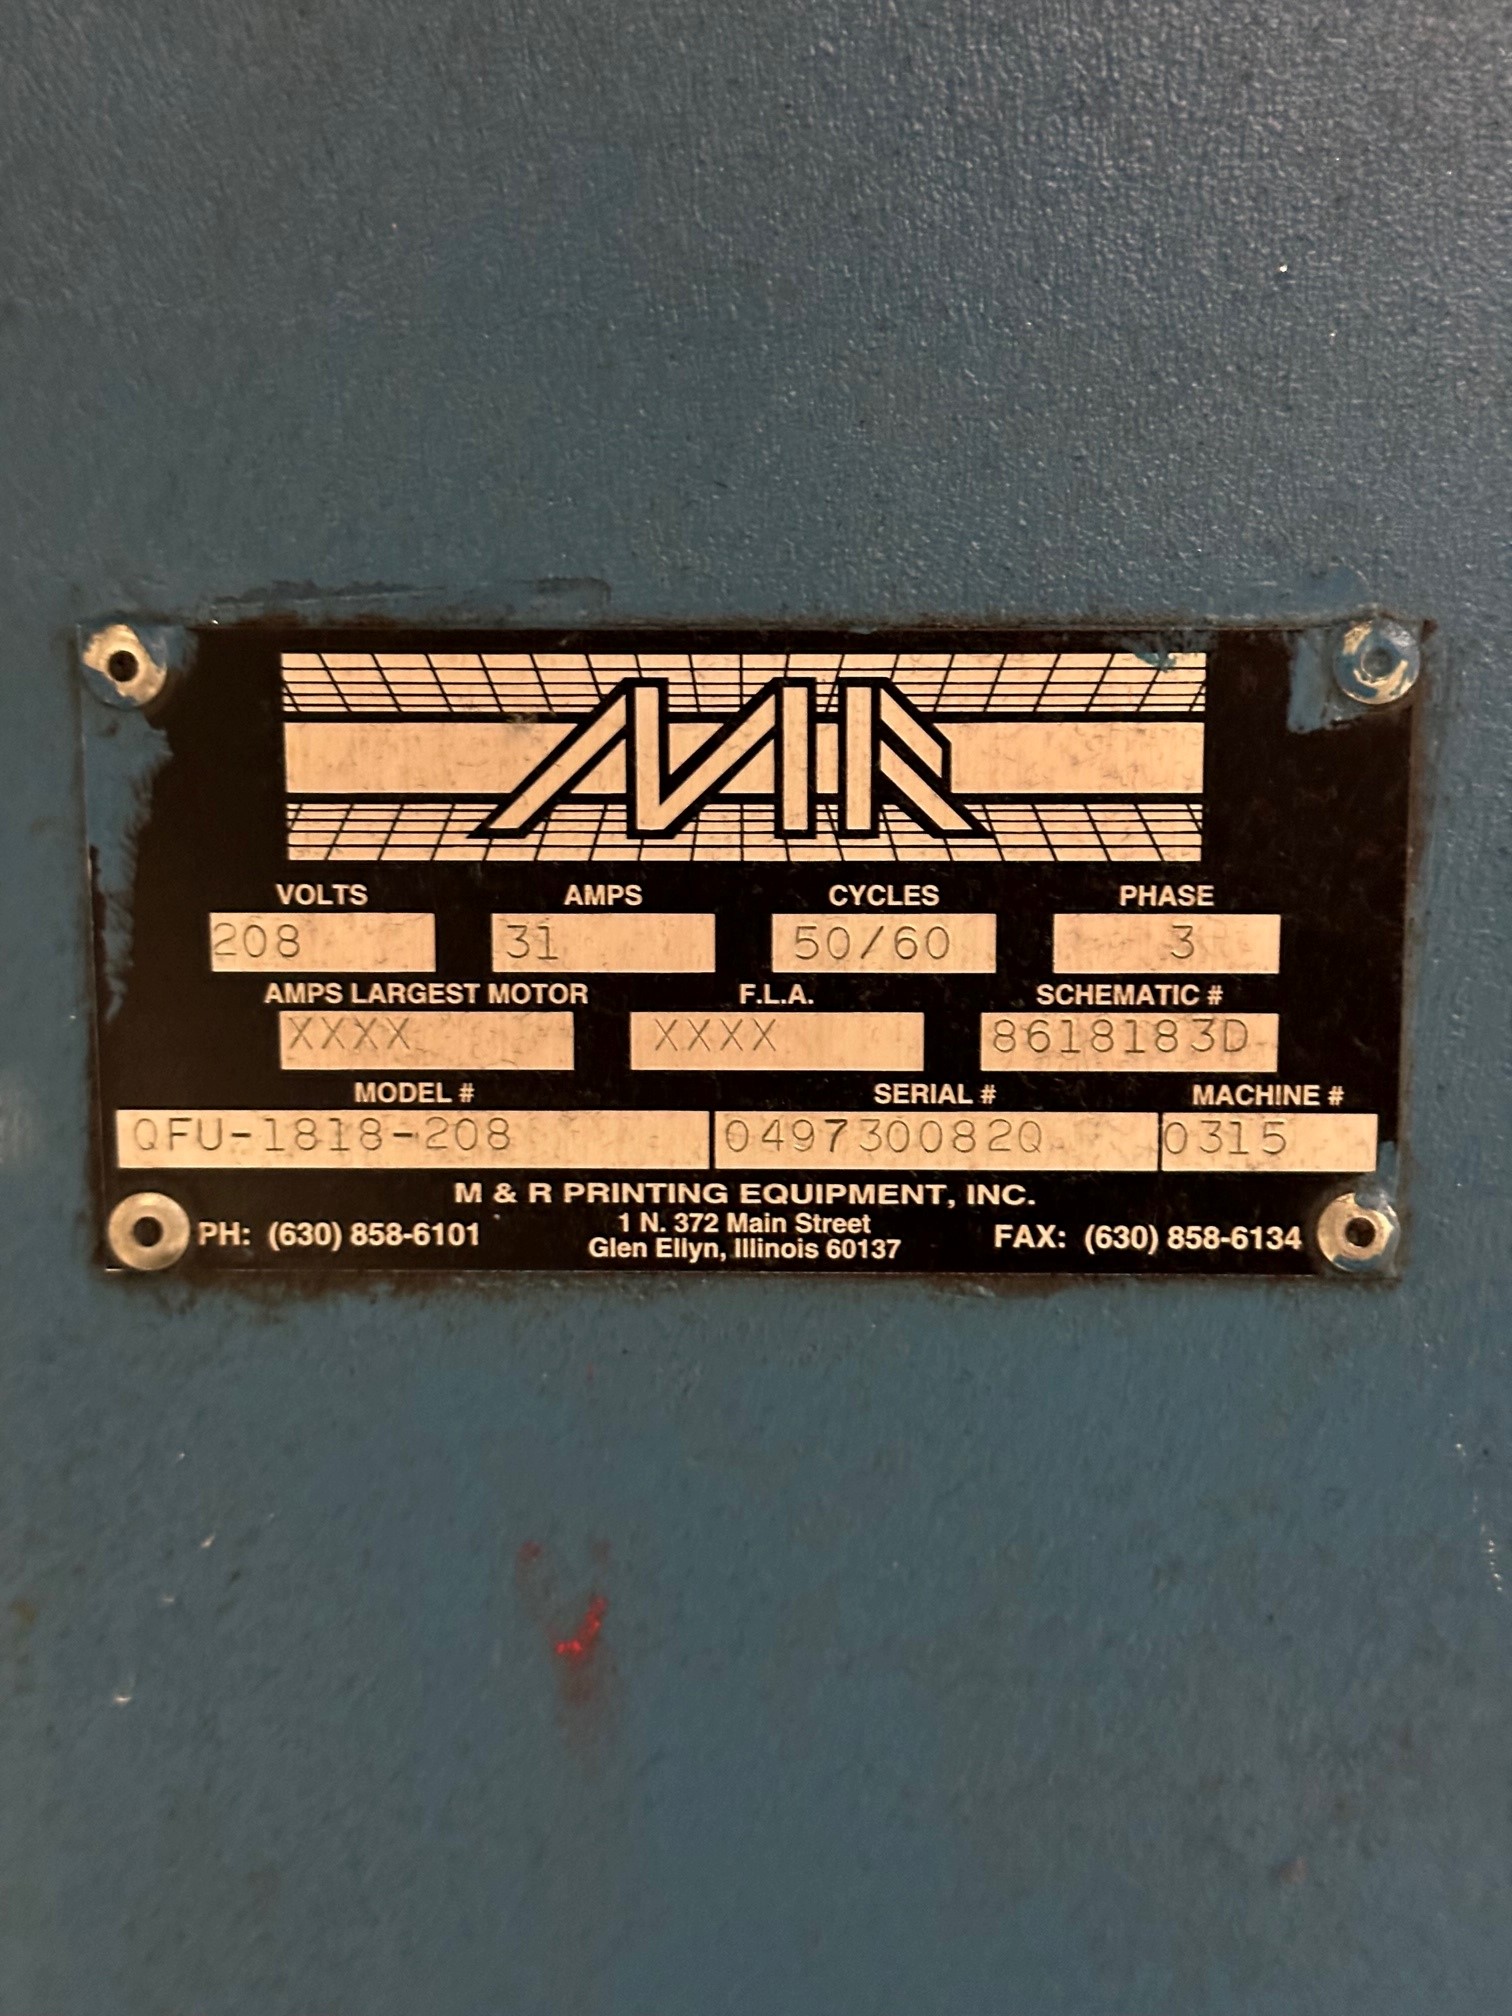 MR
VOLTS AMPS CYCLES PHASE
208 31 50/60 3
AMPS LARGEST MOTOR F.L.A. SCHEMATIC #
XXXX XXXX 8618183D
MODEL # SERIAL # MACHINE #
QFU-1818-208 049730082Q 0315
M & R PRINTING EQUIPMENT, INC.
PH: (630) 858-6101 1 N. 372 Main Street FAX: (630) 858-6134
Glen Ellyn, Illinois 60137